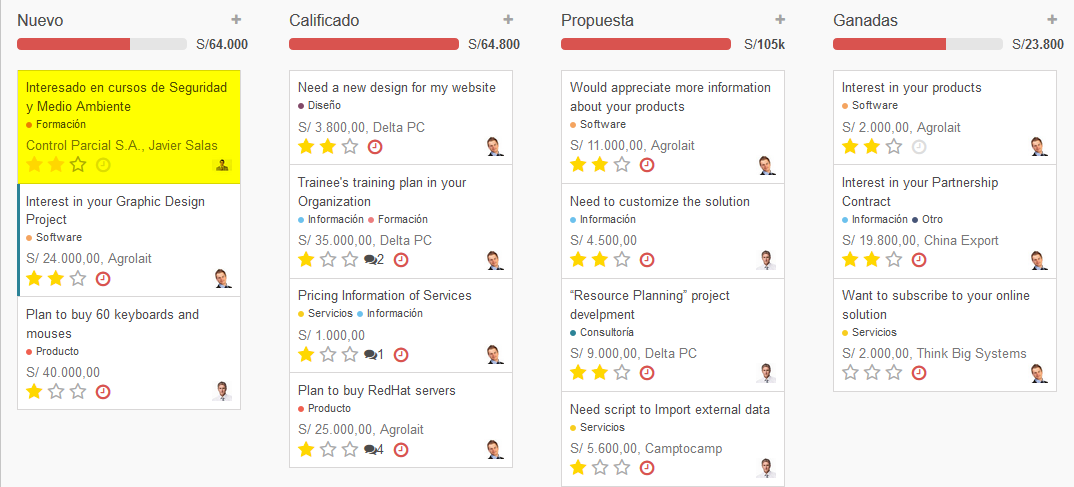 Nuevo +
S/64.000
Interesado en cursos de Seguridad
y Medio Ambiente
Formación
Control Parcial S.A., Javier Salas
Interest in your Graphic Design
Project
Software
S/ 24.000,00, Agrolait
Plan to buy 60 keyboards and
mouses
Producto
S/ 40.000,00
Calificado +
S/64.800
Need a new design for my website
Diseño
S/ 3.800,00, Delta PC
Trainee's training plan in your
Organization
Información Formación
S/ 35.000,00, Delta PC
2
Pricing Information of Services
Servicios Información
S/ 1.000,00
1
Plan to buy RedHat servers
Producto
S/ 25.000,00, Agrolait
4
Propuesta +
S/105k
Would appreciate more information
about your products
Software
S/ 11.000,00, Agrolait
Need to customize the solution
Información
S/ 4.500,00
“Resource Planning” project
develpment
Consultoría
S/ 9.000,00, Delta PC
Need script to Import external data
Servicios
S/ 5.600,00, Camptocamp
Ganadas +
S/23.800
Interest in your products
Software
S/ 2.000,00, Agrolait
Interest in your Partnership
Contract
Información Otro
S/ 19.800,00, China Export
Want to subscribe to your online
solution
Servicios
S/ 2.000,00, Think Big Systems